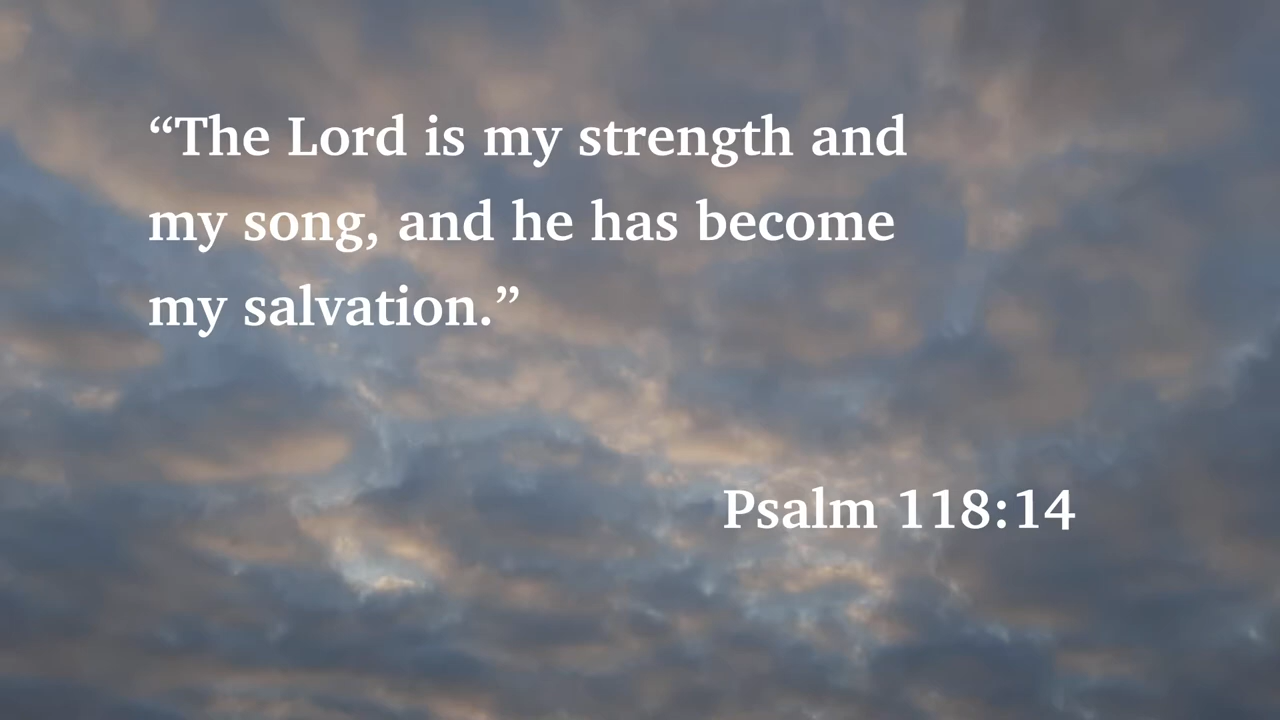 “The Lord is my strength and
my song, and he has become
my salvation.”
Psalm 118:14